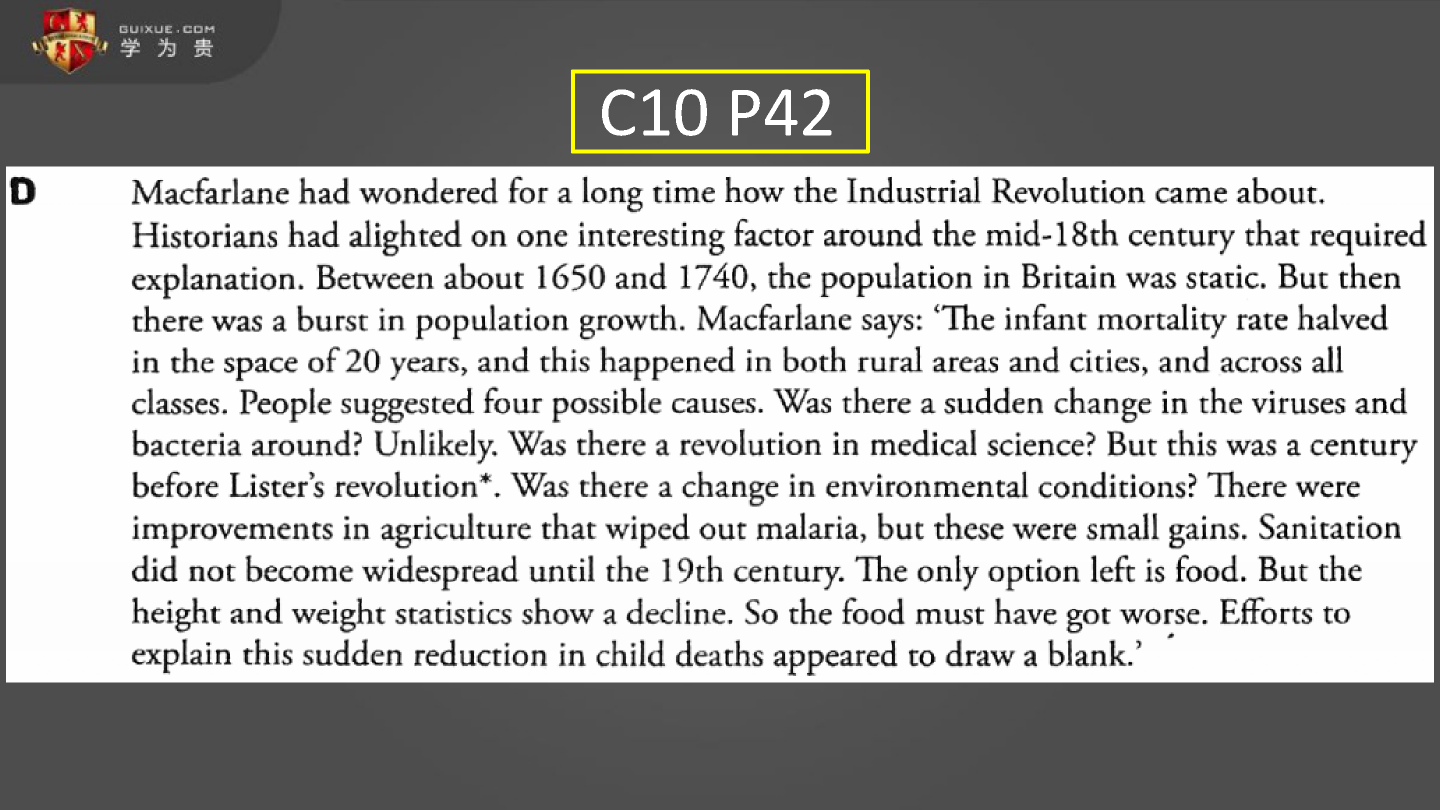 GUIXUE.COM
学为贵
C10 P42
D Macfarlane had wondered for a long time how the Industrial Revolution came about.
Historians had alighted on one interesting factor around the mid-18th century that required
explanation. Between about 1650 and 1740, the population in Britain was static. But then
there was a burst in population growth. Macfarlane says: ‘The infant mortality rate halved
in the space of 20 years, and this happened in both rural areas and cities, and across all
classes. People suggested four possible causes. Was there a sudden change in the viruses and
bacteria around? Unlikely. Was there a revolution in medical science? But this was a century
before Lister’s revolution*. Was there a change in environmental conditions? There were
improvements in agriculture that wiped out malaria, but these were small gains. Sanitation
did not become widespread until the 19th century. The only option left is food. But the
height and weight statistics show a decline. So the food must have got worse. Efforts to
explain this sudden reduction in child deaths appeared to draw a blank.’